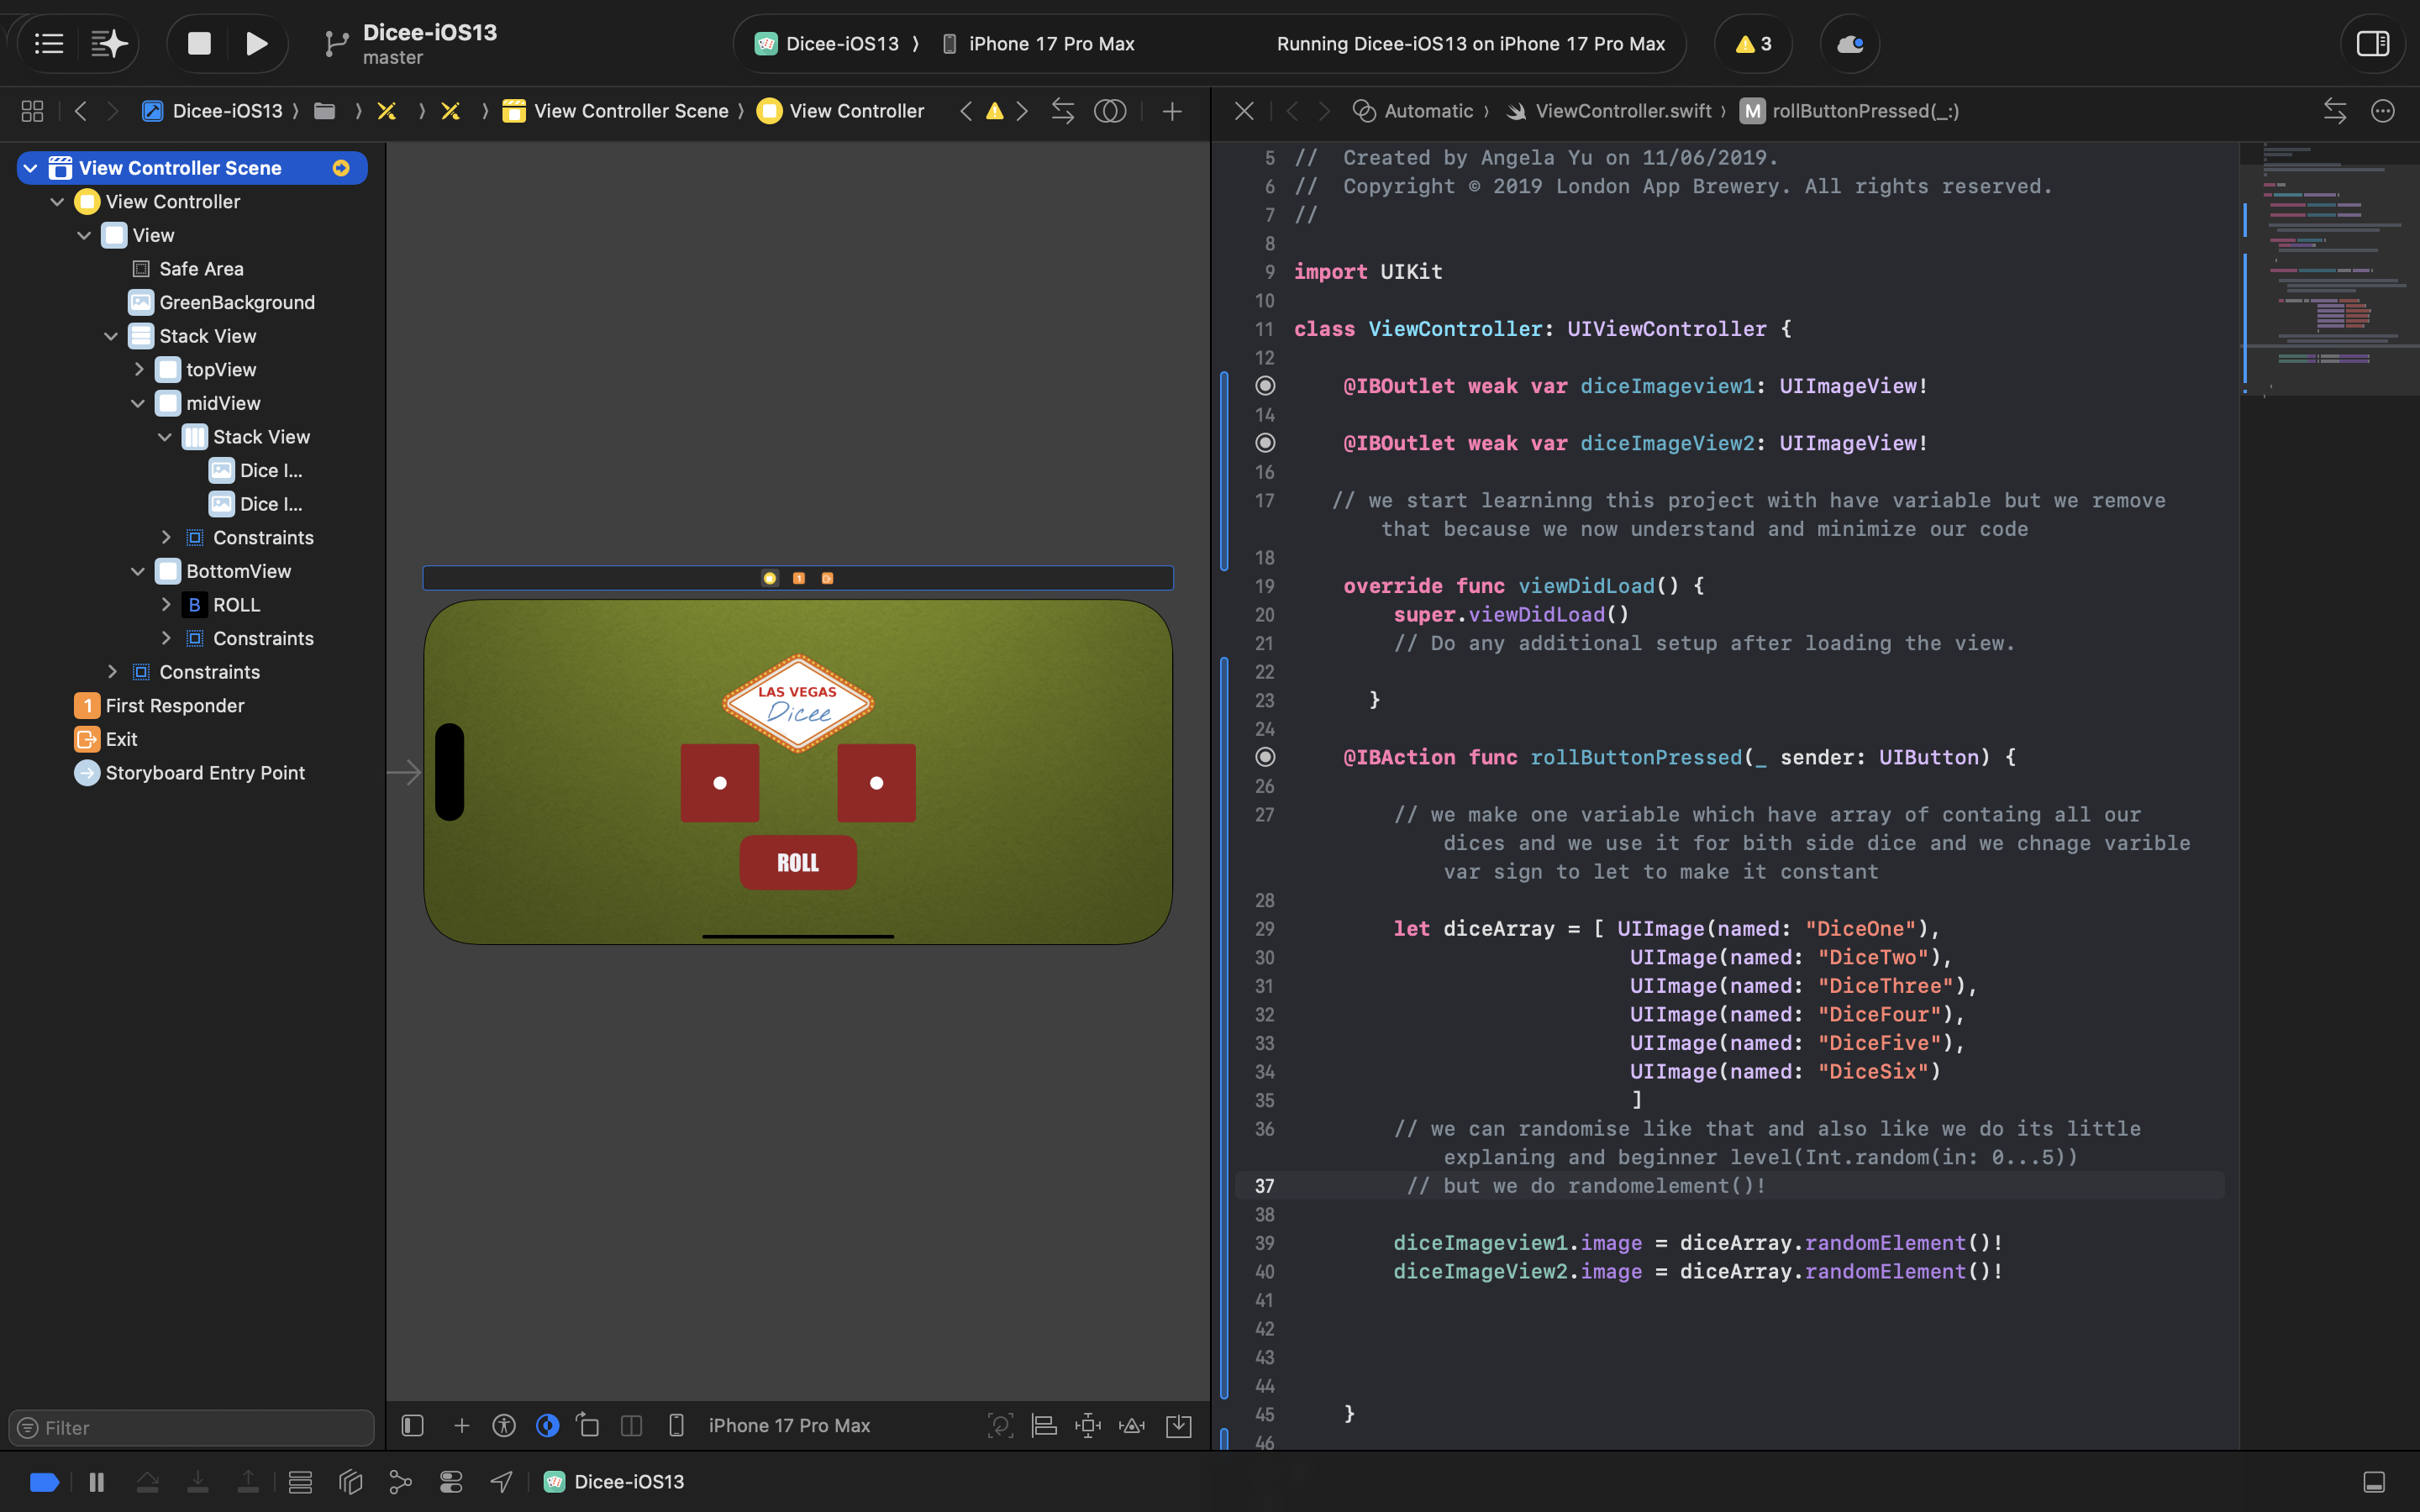 Dicee-iOS13
master
Dicee-iOS13 ⟩ iPhone 17 Pro Max
Running Dicee-iOS13 on iPhone 17 Pro Max
3
Dicee-iOS13 ⟩ ⟩ ⟩ View Controller Scene ⟩ View Controller
Automatic ⟩ ViewController.swift ⟩ M rollButtonPressed(_:)
View Controller Scene
View Controller
View
Safe Area
GreenBackground
Stack View
topView
midView
Stack View
Dice I...
Dice I...
Constraints
BottomView
B ROLL
Constraints
Constraints
1 First Responder
Exit
Storyboard Entry Point
Filter
1
LAS VEGAS
Dicee
ROLL
iPhone 17 Pro Max
5 //  Created by Angela Yu on 11/06/2019.
6 //  Copyright © 2019 London App Brewery. All rights reserved.
7 //
8
9 import UIKit
10
11 class ViewController: UIViewController {
12
@IBOutlet weak var diceImageview1: UIImageView!
14
@IBOutlet weak var diceImageView2: UIImageView!
16
17 // we start learninng this project with have variable but we remove
that because we now understand and minimize our code
18
19 override func viewDidLoad() {
20 super.viewDidLoad()
21 // Do any additional setup after loading the view.
22
23 }
24
@IBAction func rollButtonPressed(_ sender: UIButton) {
26
27 // we make one variable which have array of containg all our
dices and we use it for bith side dice and we chnage varible
var sign to let to make it constant
28
29 let diceArray = [ UIImage(named: "DiceOne"),
30 UIImage(named: "DiceTwo"),
31 UIImage(named: "DiceThree"),
32 UIImage(named: "DiceFour"),
33 UIImage(named: "DiceFive"),
34 UIImage(named: "DiceSix")
35 ]
36 // we can randomise like that and also like we do its little
explaning and beginner level(Int.random(in: 0...5))
37 // but we do randomelement()!
38
39 diceImageview1.image = diceArray.randomElement()!
40 diceImageView2.image = diceArray.randomElement()!
41
42
43
44
45 }
46
Dicee-iOS13